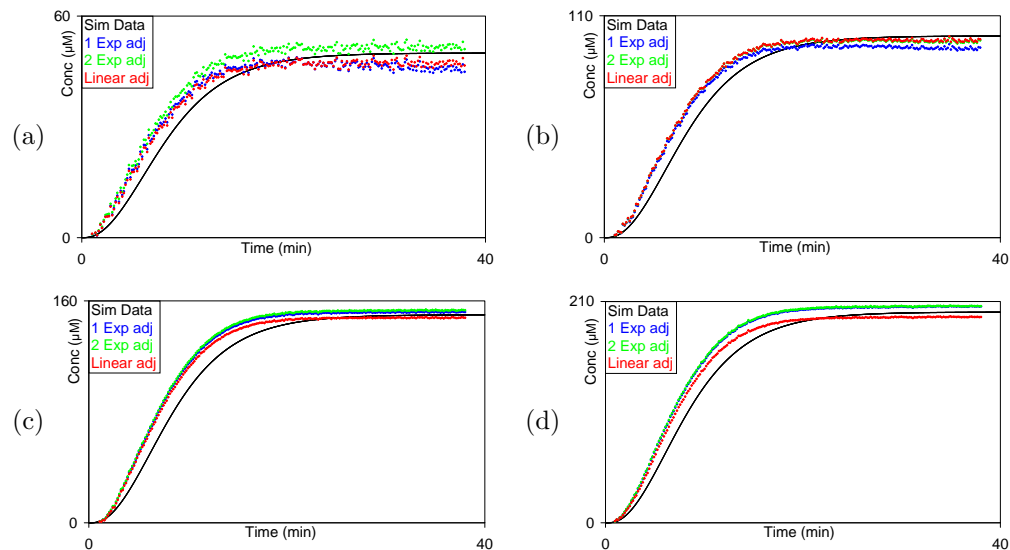 (a)
60
Conc (µM)
Sim Data
1 Exp adj
2 Exp adj
Linear adj
0
0
Time (min)
40
(b)
110
Conc (µM)
Sim Data
1 Exp adj
2 Exp adj
Linear adj
0
0
Time (min)
40
(c)
160
Conc (µM)
Sim Data
1 Exp adj
2 Exp adj
Linear adj
0
0
Time (min)
40
(d)
210
Conc (µM)
Sim Data
1 Exp adj
2 Exp adj
Linear adj
0
0
Time (min)
40